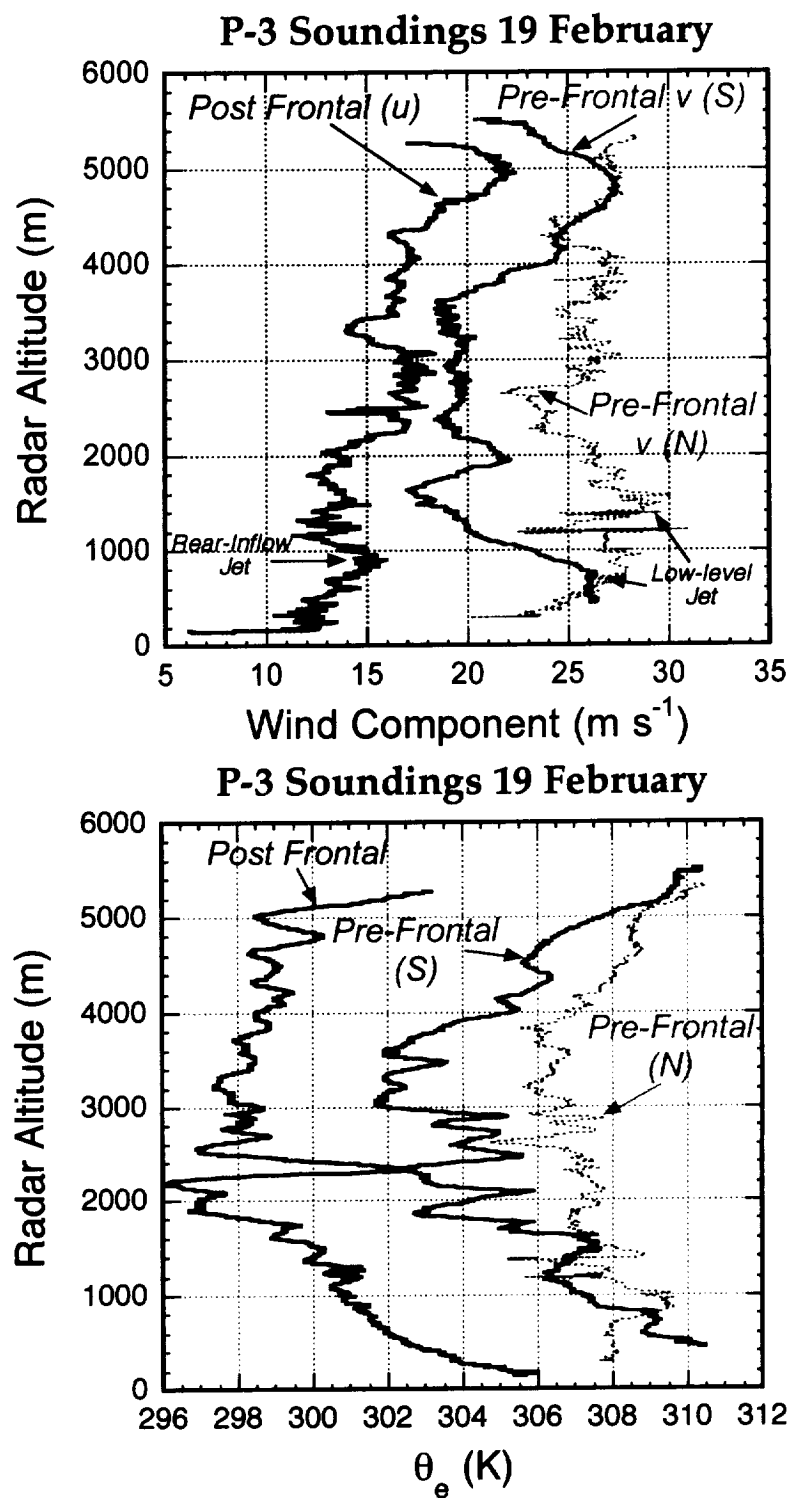 P-3 Soundings 19 February
6000
5000
4000
3000
2000
1000
0
Radar Altitude (m)
Post Frontal (u)
Pre-Frontal v (S)
Pre-Frontal
v (N)
Rear-Inflow
Jet
Low-level
Jet
5 10 15 20 25 30 35
Wind Component (m s⁻¹)
P-3 Soundings 19 February
6000
5000
4000
3000
2000
1000
0
Radar Altitude (m)
Post Frontal
Pre-Frontal
(S)
Pre-Frontal
(N)
296 298 300 302 304 306 308 310 312
θe (K)